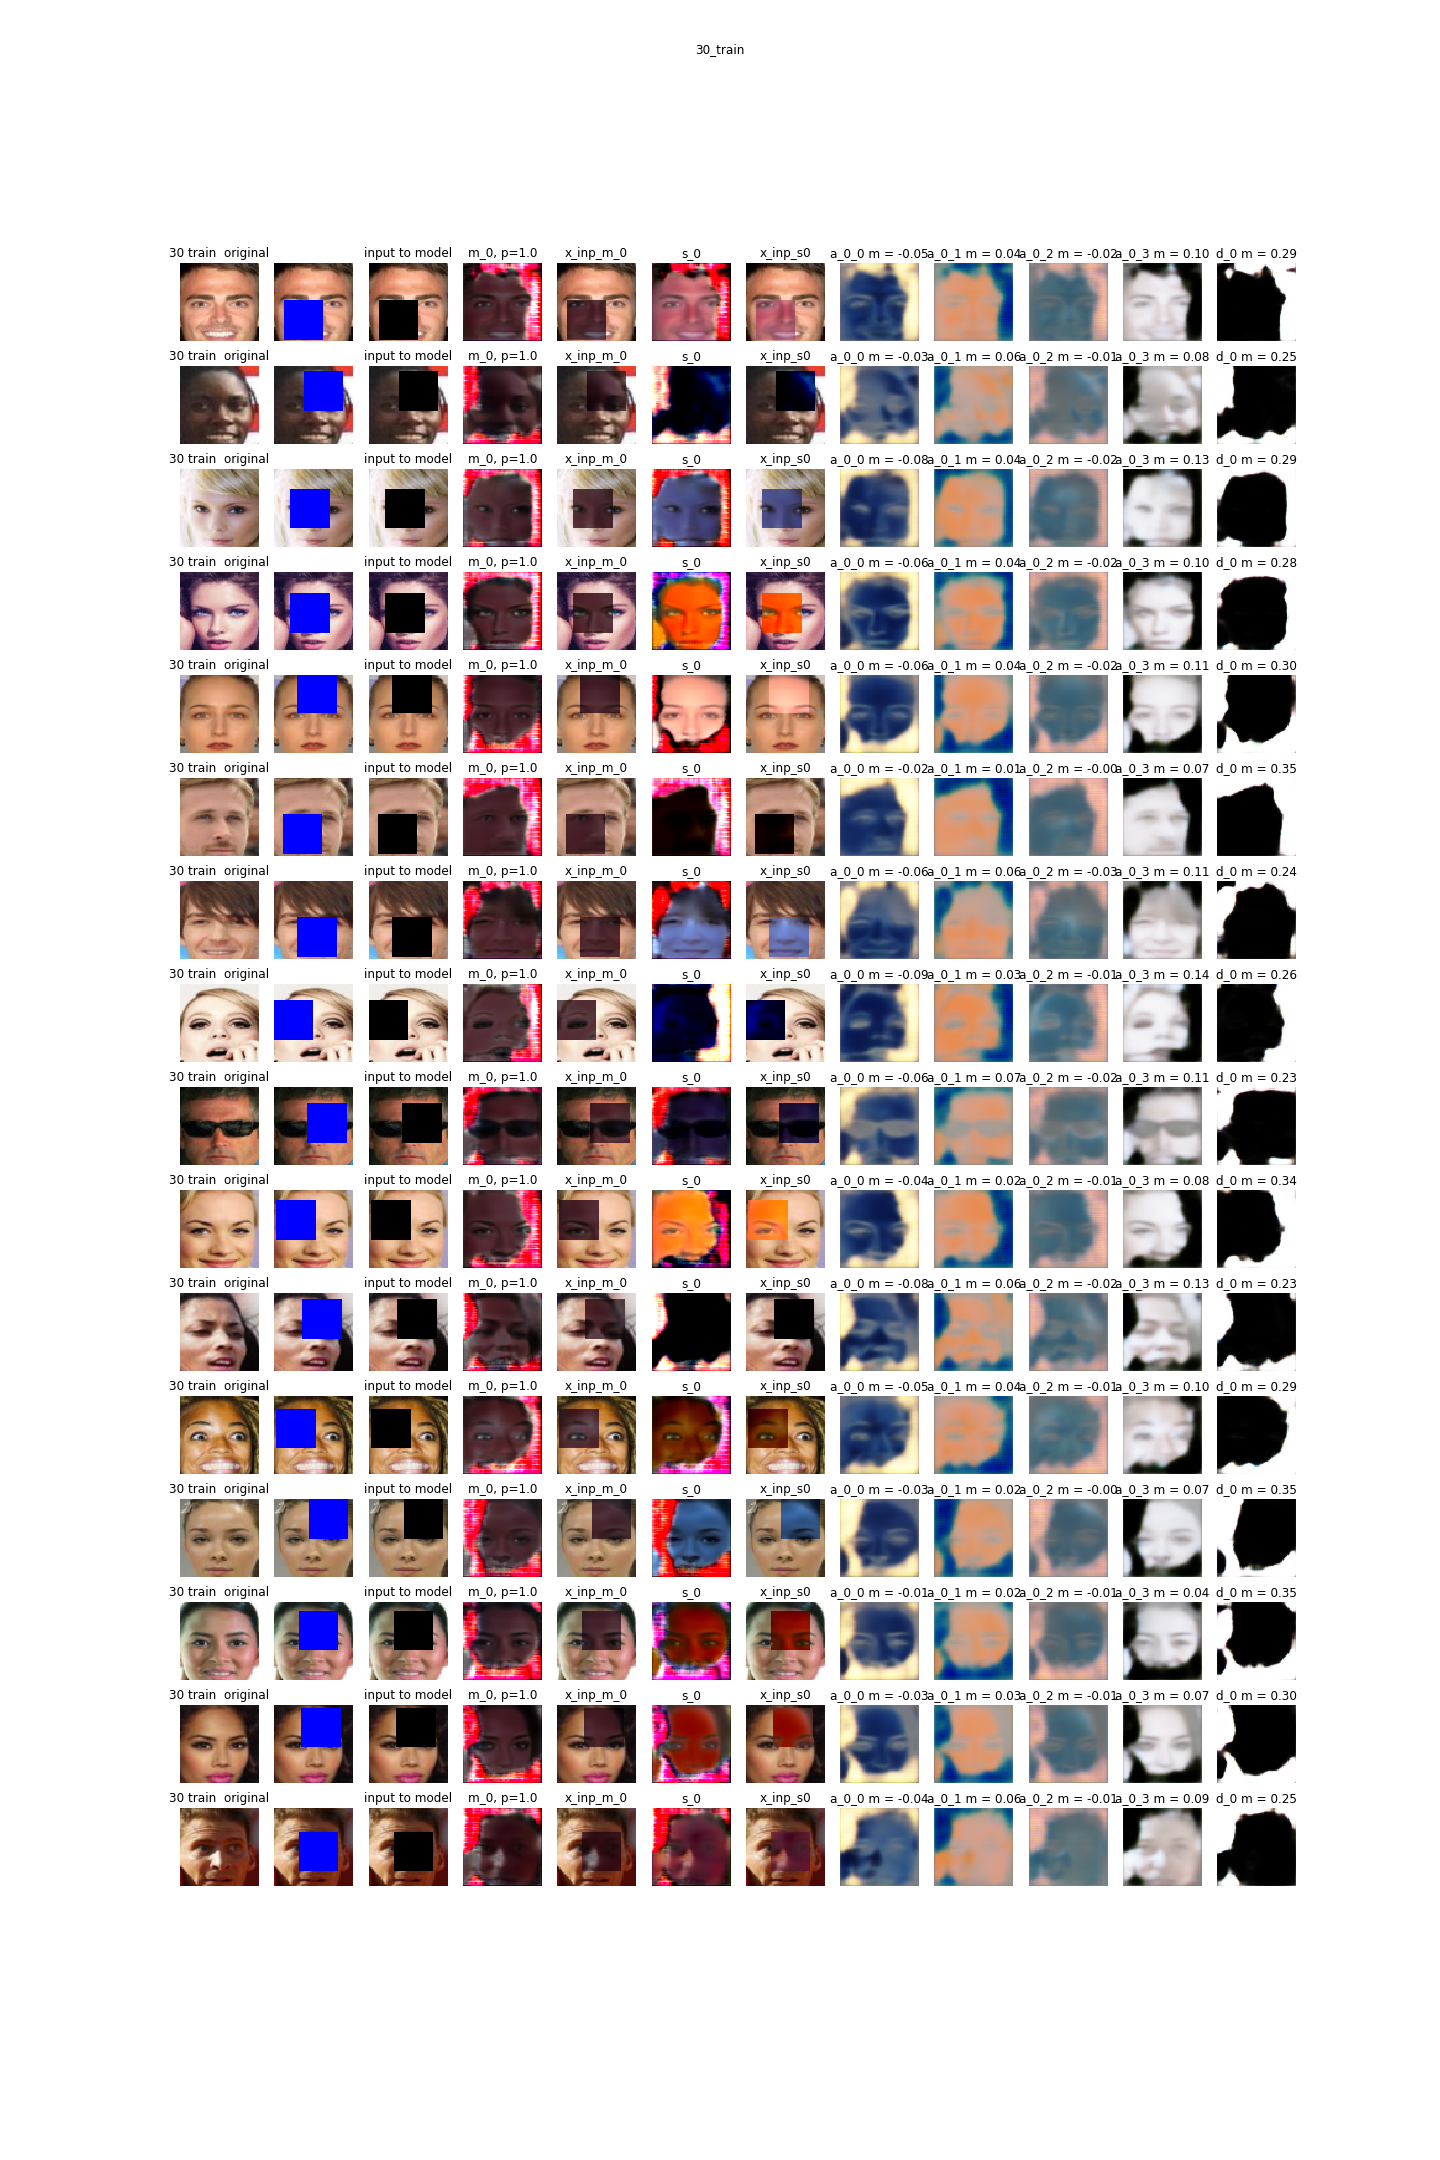 30_train
30 train original input to model m_0, p=1.0 x_inp_m_0 s_0 x_inp_s0 a_0_0 m = -0.05 a_0_1 m = 0.04 a_0_2 m = -0.02 a_0_3 m = 0.10 d_0 m = 0.29
30 train original input to model m_0, p=1.0 x_inp_m_0 s_0 x_inp_s0 a_0_0 m = -0.03 a_0_1 m = 0.06 a_0_2 m = -0.01 a_0_3 m = 0.08 d_0 m = 0.25
30 train original input to model m_0, p=1.0 x_inp_m_0 s_0 x_inp_s0 a_0_0 m = -0.08 a_0_1 m = 0.04 a_0_2 m = -0.02 a_0_3 m = 0.13 d_0 m = 0.29
30 train original input to model m_0, p=1.0 x_inp_m_0 s_0 x_inp_s0 a_0_0 m = -0.06 a_0_1 m = 0.04 a_0_2 m = -0.02 a_0_3 m = 0.10 d_0 m = 0.28
30 train original input to model m_0, p=1.0 x_inp_m_0 s_0 x_inp_s0 a_0_0 m = -0.06 a_0_1 m = 0.04 a_0_2 m = -0.02 a_0_3 m = 0.11 d_0 m = 0.30
30 train original input to model m_0, p=1.0 x_inp_m_0 s_0 x_inp_s0 a_0_0 m = -0.02 a_0_1 m = 0.01 a_0_2 m = -0.00 a_0_3 m = 0.07 d_0 m = 0.35
30 train original input to model m_0, p=1.0 x_inp_m_0 s_0 x_inp_s0 a_0_0 m = -0.06 a_0_1 m = 0.06 a_0_2 m = -0.03 a_0_3 m = 0.11 d_0 m = 0.24
30 train original input to model m_0, p=1.0 x_inp_m_0 s_0 x_inp_s0 a_0_0 m = -0.09 a_0_1 m = 0.03 a_0_2 m = -0.01 a_0_3 m = 0.14 d_0 m = 0.26
30 train original input to model m_0, p=1.0 x_inp_m_0 s_0 x_inp_s0 a_0_0 m = -0.06 a_0_1 m = 0.07 a_0_2 m = -0.02 a_0_3 m = 0.11 d_0 m = 0.23
30 train original input to model m_0, p=1.0 x_inp_m_0 s_0 x_inp_s0 a_0_0 m = -0.04 a_0_1 m = 0.02 a_0_2 m = -0.01 a_0_3 m = 0.08 d_0 m = 0.34
30 train original input to model m_0, p=1.0 x_inp_m_0 s_0 x_inp_s0 a_0_0 m = -0.08 a_0_1 m = 0.06 a_0_2 m = -0.02 a_0_3 m = 0.13 d_0 m = 0.23
30 train original input to model m_0, p=1.0 x_inp_m_0 s_0 x_inp_s0 a_0_0 m = -0.05 a_0_1 m = 0.04 a_0_2 m = -0.01 a_0_3 m = 0.10 d_0 m = 0.29
30 train original input to model m_0, p=1.0 x_inp_m_0 s_0 x_inp_s0 a_0_0 m = -0.03 a_0_1 m = 0.02 a_0_2 m = -0.00 a_0_3 m = 0.07 d_0 m = 0.35
30 train original input to model m_0, p=1.0 x_inp_m_0 s_0 x_inp_s0 a_0_0 m = -0.01 a_0_1 m = 0.02 a_0_2 m = -0.01 a_0_3 m = 0.04 d_0 m = 0.35
30 train original input to model m_0, p=1.0 x_inp_m_0 s_0 x_inp_s0 a_0_0 m = -0.03 a_0_1 m = 0.03 a_0_2 m = -0.01 a_0_3 m = 0.07 d_0 m = 0.30
30 train original input to model m_0, p=1.0 x_inp_m_0 s_0 x_inp_s0 a_0_0 m = -0.04 a_0_1 m = 0.06 a_0_2 m = -0.01 a_0_3 m = 0.09 d_0 m = 0.25